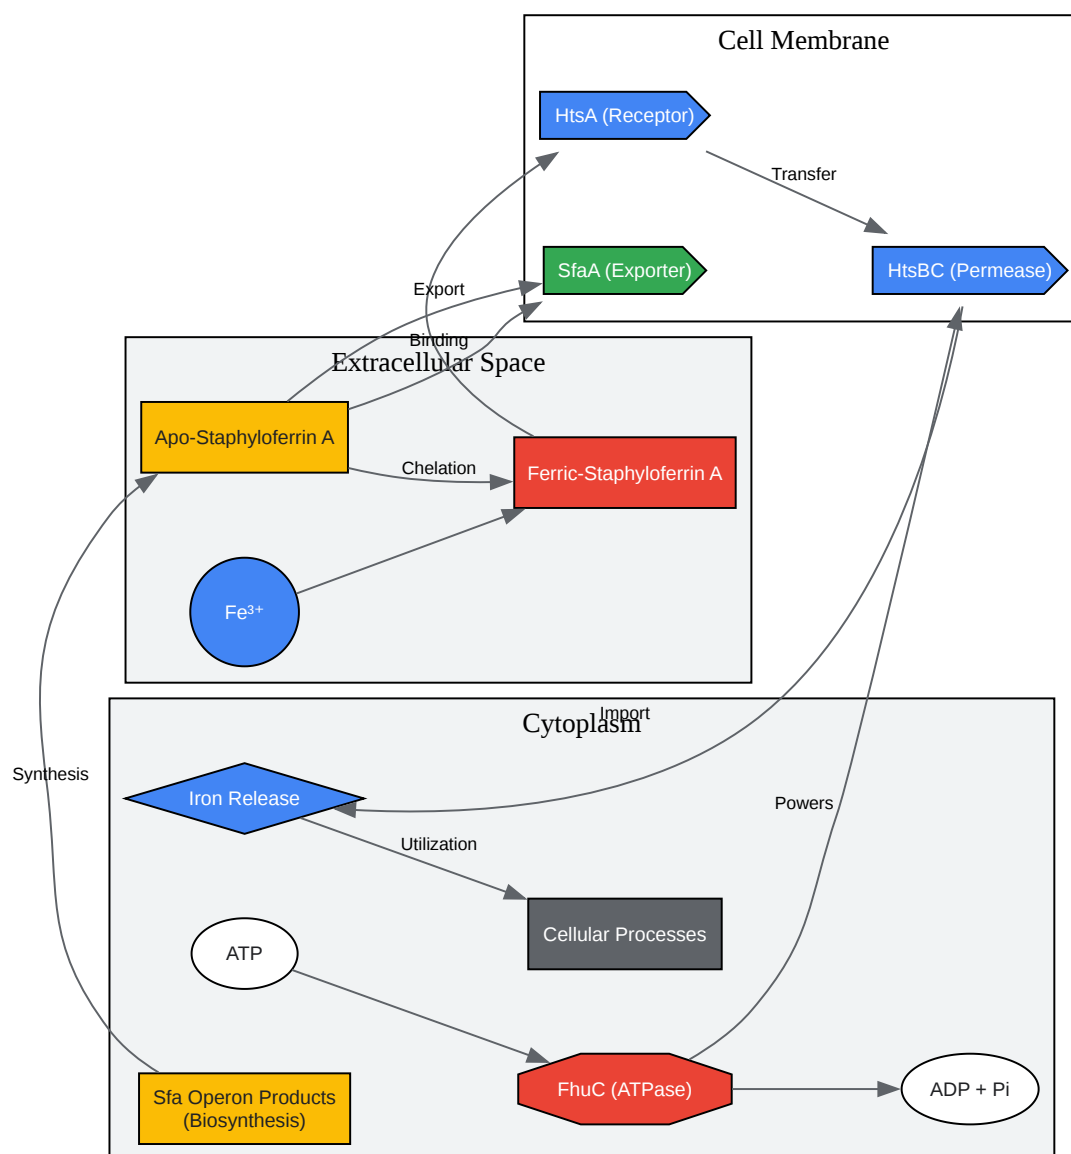 Cell Membrane
HtsA (Receptor)
Transfer
SfaA (Exporter)
HtsBC (Permease)
Export
Binding
Extracellular Space
Apo-Staphyloferrin A
Chelation
Ferric-Staphyloferrin A
Fe³⁺
Import
Cytoplasm
Synthesis
Iron Release
Powers
Utilization
Cellular Processes
ATP
Sfa Operon Products
(Biosynthesis)
FhuC (ATPase)
ADP + Pi